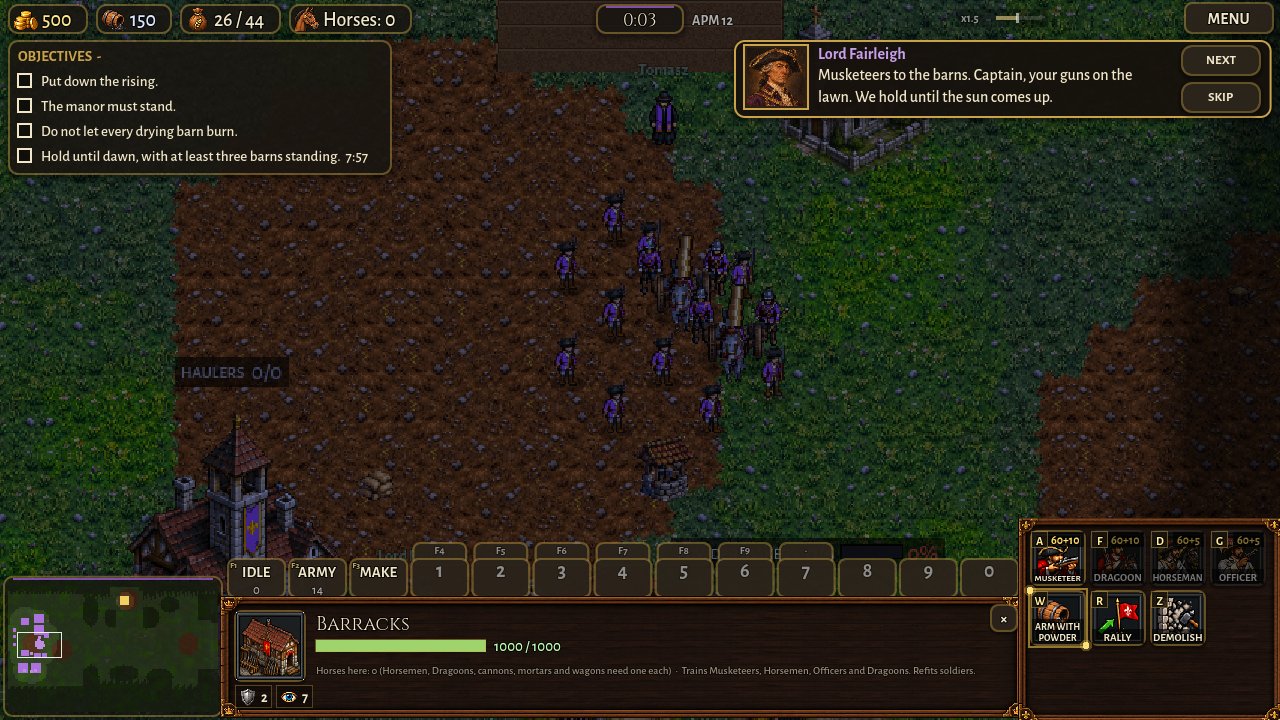 500
150
26 / 44
Horses: 0
0:03
APM 12
x1.5
MENU
OBJECTIVES -
Put down the rising.
The manor must stand.
Do not let every drying barn burn.
Hold until dawn, with at least three barns standing. 7:57
Tomasz
Lord Fairleigh
Musketeers to the barns. Captain, your guns on the
lawn. We hold until the sun comes up.
NEXT
SKIP
HAULERS 0/0
Lord
0%
F1 IDLE 0
F2 ARMY 14
F3 MAKE
F4 1
F5 2
F6 3
F7 4
F8 5
F9 6
7
8
9
0
BARRACKS
1000 / 1000
Horses here: 0 (Horsemen, Dragoons, cannons, mortars and wagons need one each) · Trains Musketeers, Horsemen, Officers and Dragoons. Refits soldiers.
2
7
×
A 60+10 MUSKETEER
F 60+10 DRAGOON
D 60+5 HORSEMAN
G 60+5 OFFICER
W ARM WITH POWDER
R RALLY
Z DEMOLISH